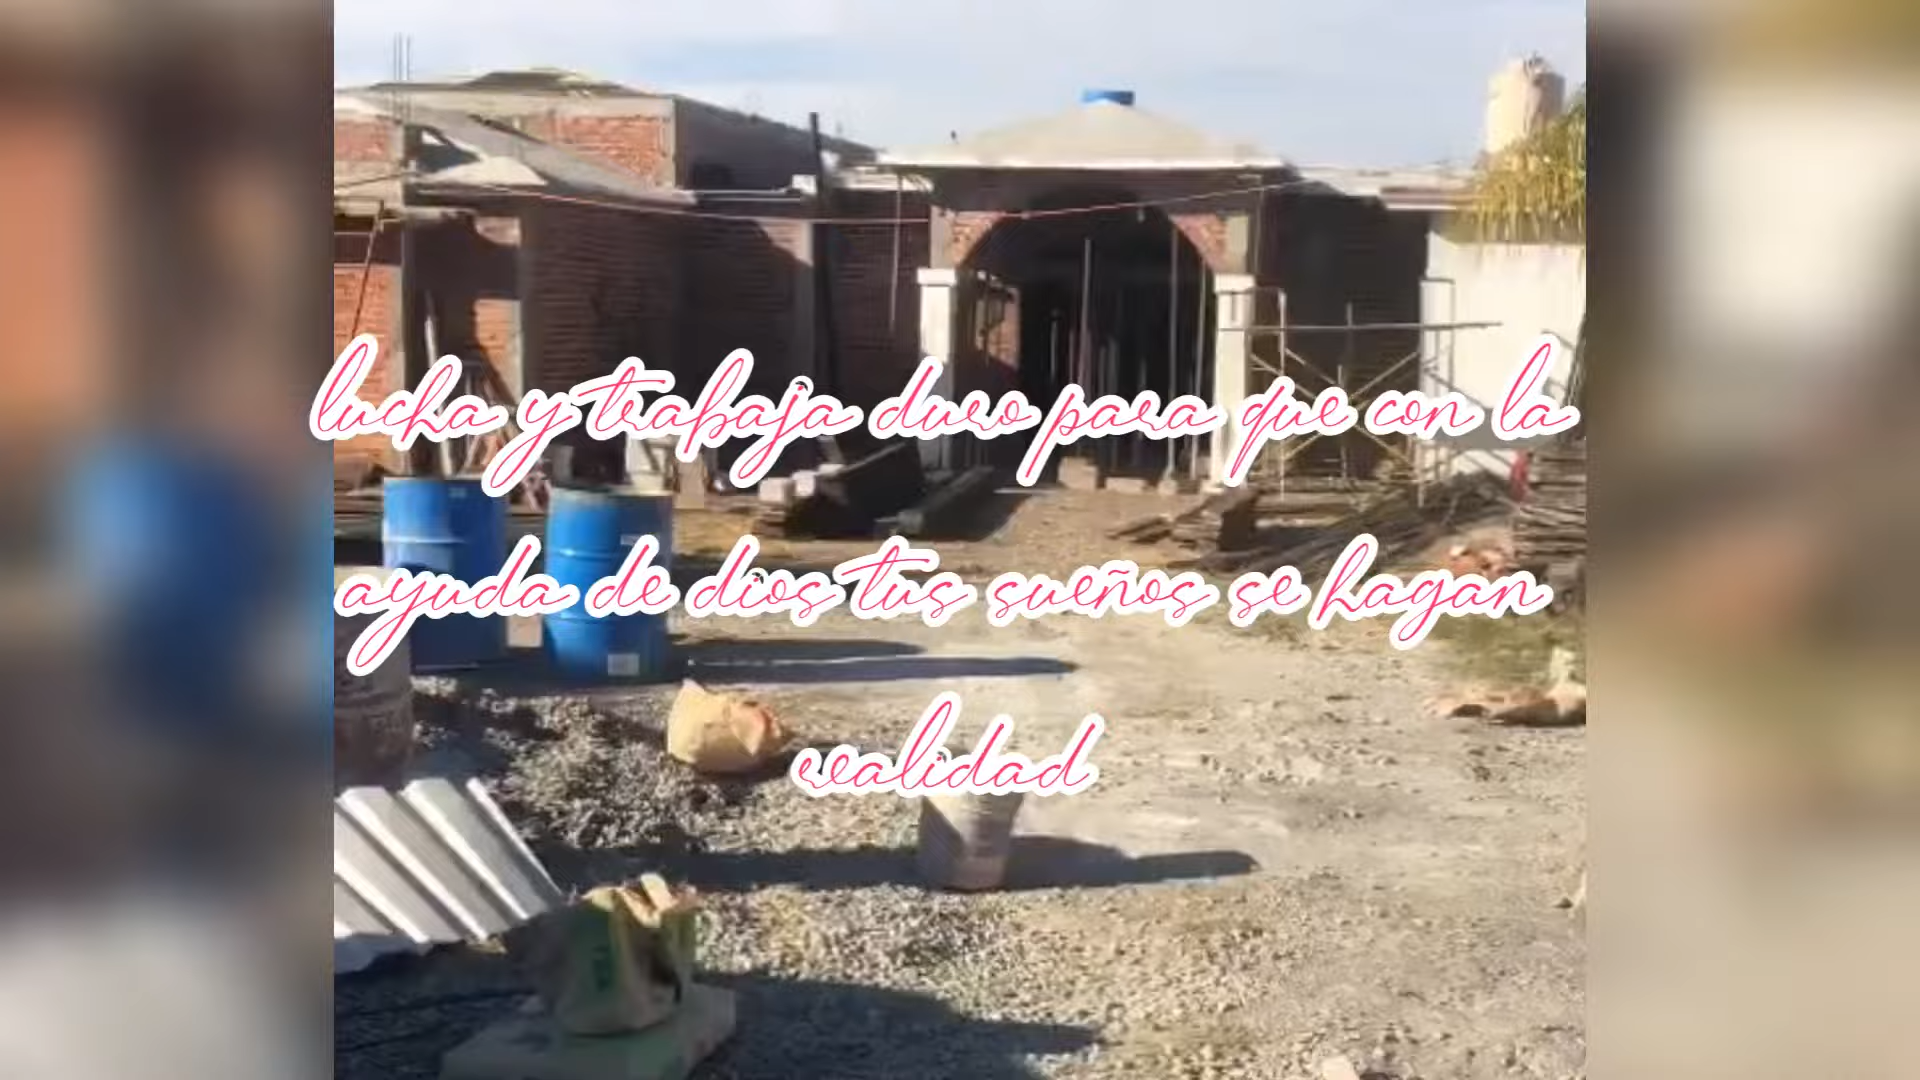 lucha y trabaja duro para que con la
ayuda de dios tus sueños se hagan
realidad